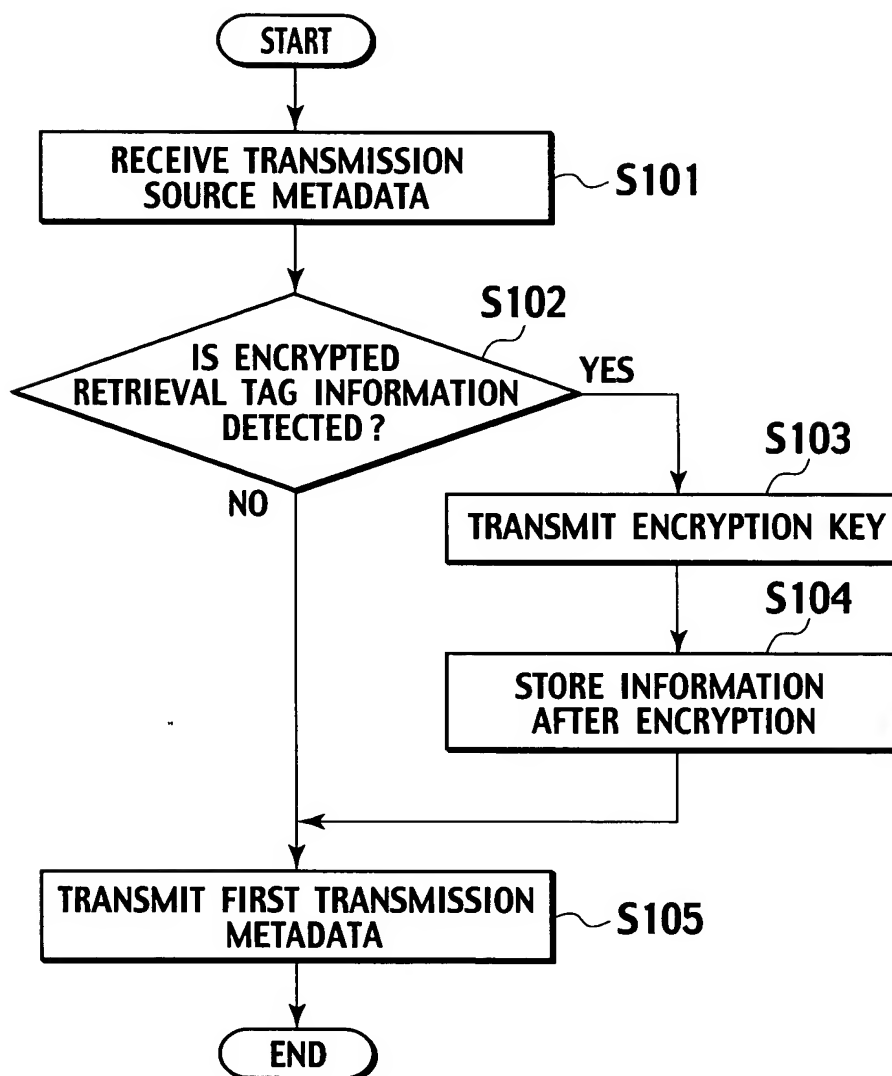 START
RECEIVE TRANSMISSION
SOURCE METADATA
S101
S102
IS ENCRYPTED
RETRIEVAL TAG INFORMATION
DETECTED?
YES
NO
S103
TRANSMIT ENCRYPTION KEY
S104
STORE INFORMATION
AFTER ENCRYPTION
TRANSMIT FIRST TRANSMISSION
METADATA
S105
END